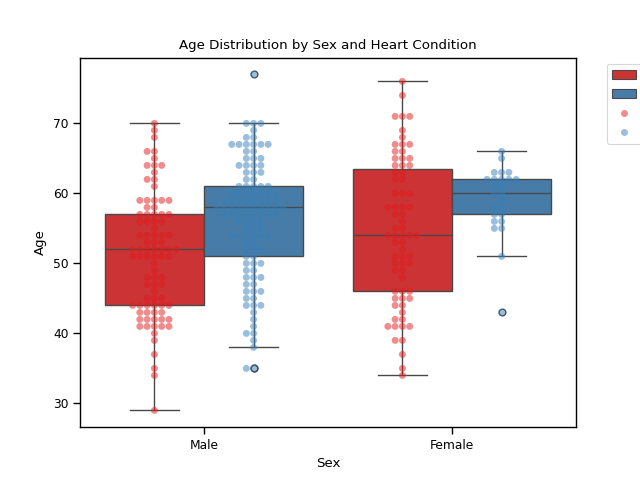 Age Distribution by Sex and Heart Condition
70
60
50
40
30
Age
Male
Female
Sex